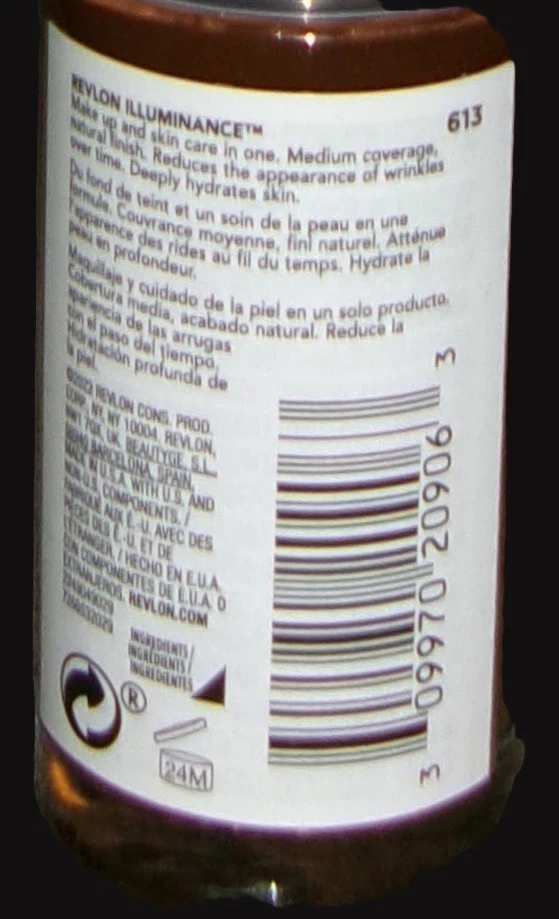 REVLON ILLUMINANCE™
613
Make up and skin care in one. Medium coverage,
natural finish. Reduces the appearance of wrinkles
over time. Deeply hydrates skin.
Du fond de teint et un soin de la peau en une
formule. Couvrance moyenne, fini naturel. Atténue
l'apparence des rides au fil du temps. Hydrate la
peau en profondeur.
Maquillaje y cuidado de la piel en un solo producto.
Cobertura media, acabado natural. Reduce la
apariencia de las arrugas
con el paso del tiempo.
Hidratación profunda de
la piel.
©2022 REVLON CONS. PROD.
CORP. NY, NY 10004. REVLON,
UK. BEAUTYGE, S.L.
BARCELONA, SPAIN.
MADE IN U.S.A. WITH U.S. AND
NON-U.S. COMPONENTS. /
FABRIQUÉ AUX É.-U. AVEC DES
PIÈCES DES É.-U. ET DE
L'ÉTRANGER. / HECHO EN E.U.A.
CON COMPONENTES DE E.U.A. O
EXTRANJEROS. REVLON.COM
INGREDIENTS /
INGRÉDIENTS /
INGREDIENTES
®
24M
3 09970 20906 3